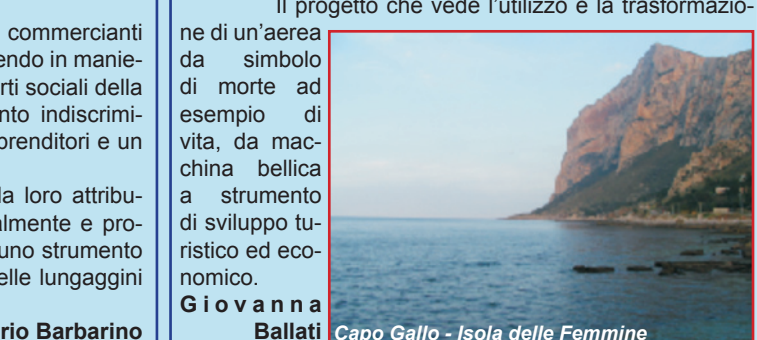 commercianti
endo in manie-
rti sociali della
nto indiscrimi-
prenditori e un
la loro attribu-
almente e pro-
uno strumento
elle lungaggini
rio Barbarino
Il progetto che vede l'utilizzo e la trasformazio-
ne di un'aerea
da simbolo
di morte ad
esempio di
vita, da mac-
china bellica
a strumento
di sviluppo tu-
ristico ed eco-
nomico.
Giovanna
Ballati
Capo Gallo - Isola delle Femmine